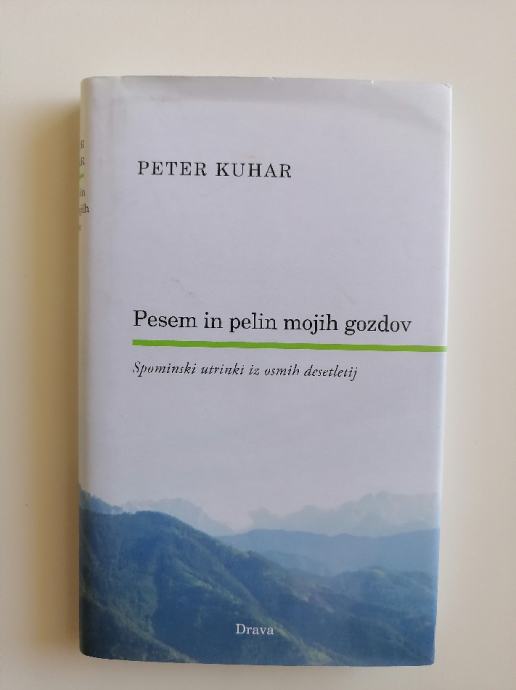 PETER KUHAR
Pesem in pelin mojih gozdov
Spominski utrinki iz osmih desetletij
Drava